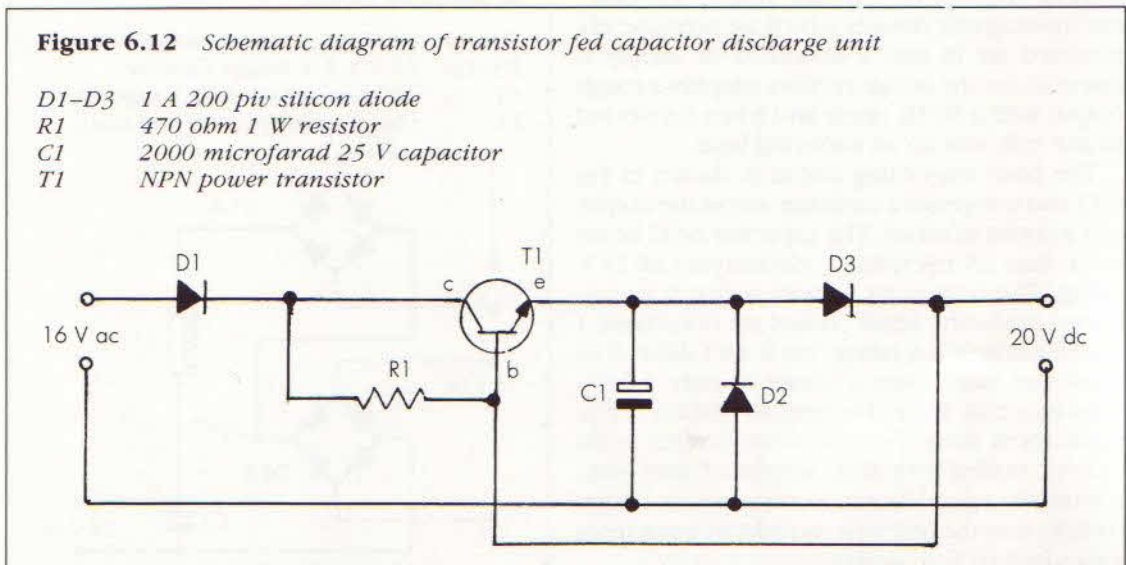 Figure 6.12 Schematic diagram of transistor fed capacitor discharge unit
D1–D3 1 A 200 piv silicon diode
R1 470 ohm 1 W resistor
C1 2000 microfarad 25 V capacitor
T1 NPN power transistor
T1
D1
c
e
D3
16 V ac
20 V dc
R1
b
C1
D2